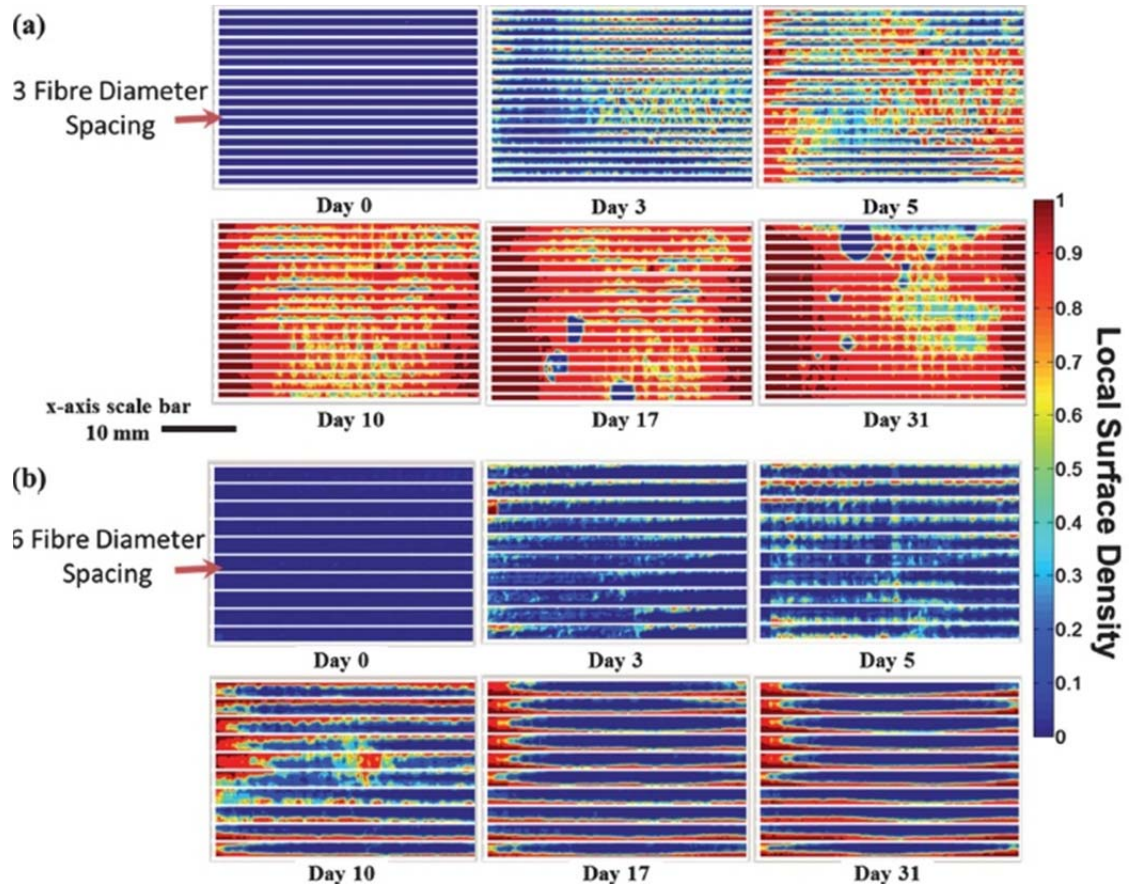 (a)
3 Fibre Diameter
Spacing
Day 0
Day 3
Day 5
Day 10
Day 17
Day 31
x-axis scale bar
10 mm
(b)
6 Fibre Diameter
Spacing
Day 0
Day 3
Day 5
Day 10
Day 17
Day 31
1
0.9
0.8
0.7
0.6
0.5
0.4
0.3
0.2
0.1
0
Local Surface Density